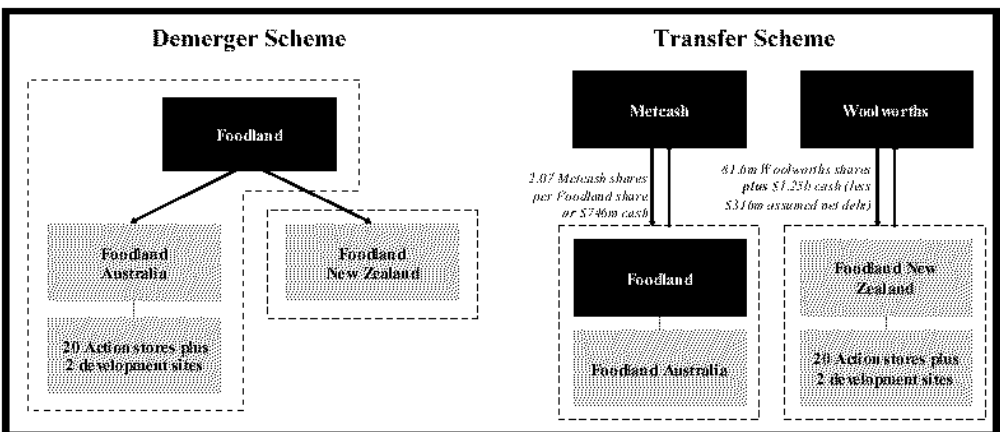 Demerger Scheme
Foodland
Foodland
Australia
Foodland
New Zealand
20 Action stores plus
2 development sites
Transfer Scheme
Metcash
Woolworths
2.07 Metcash shares
per Foodland share
or $746m cash
61.6m Woolworths shares
plus $1.25b cash (less
$316m assumed net debt)
Foodland
Foodland Australia
Foodland New
Zealand
20 Action stores plus
2 development sites